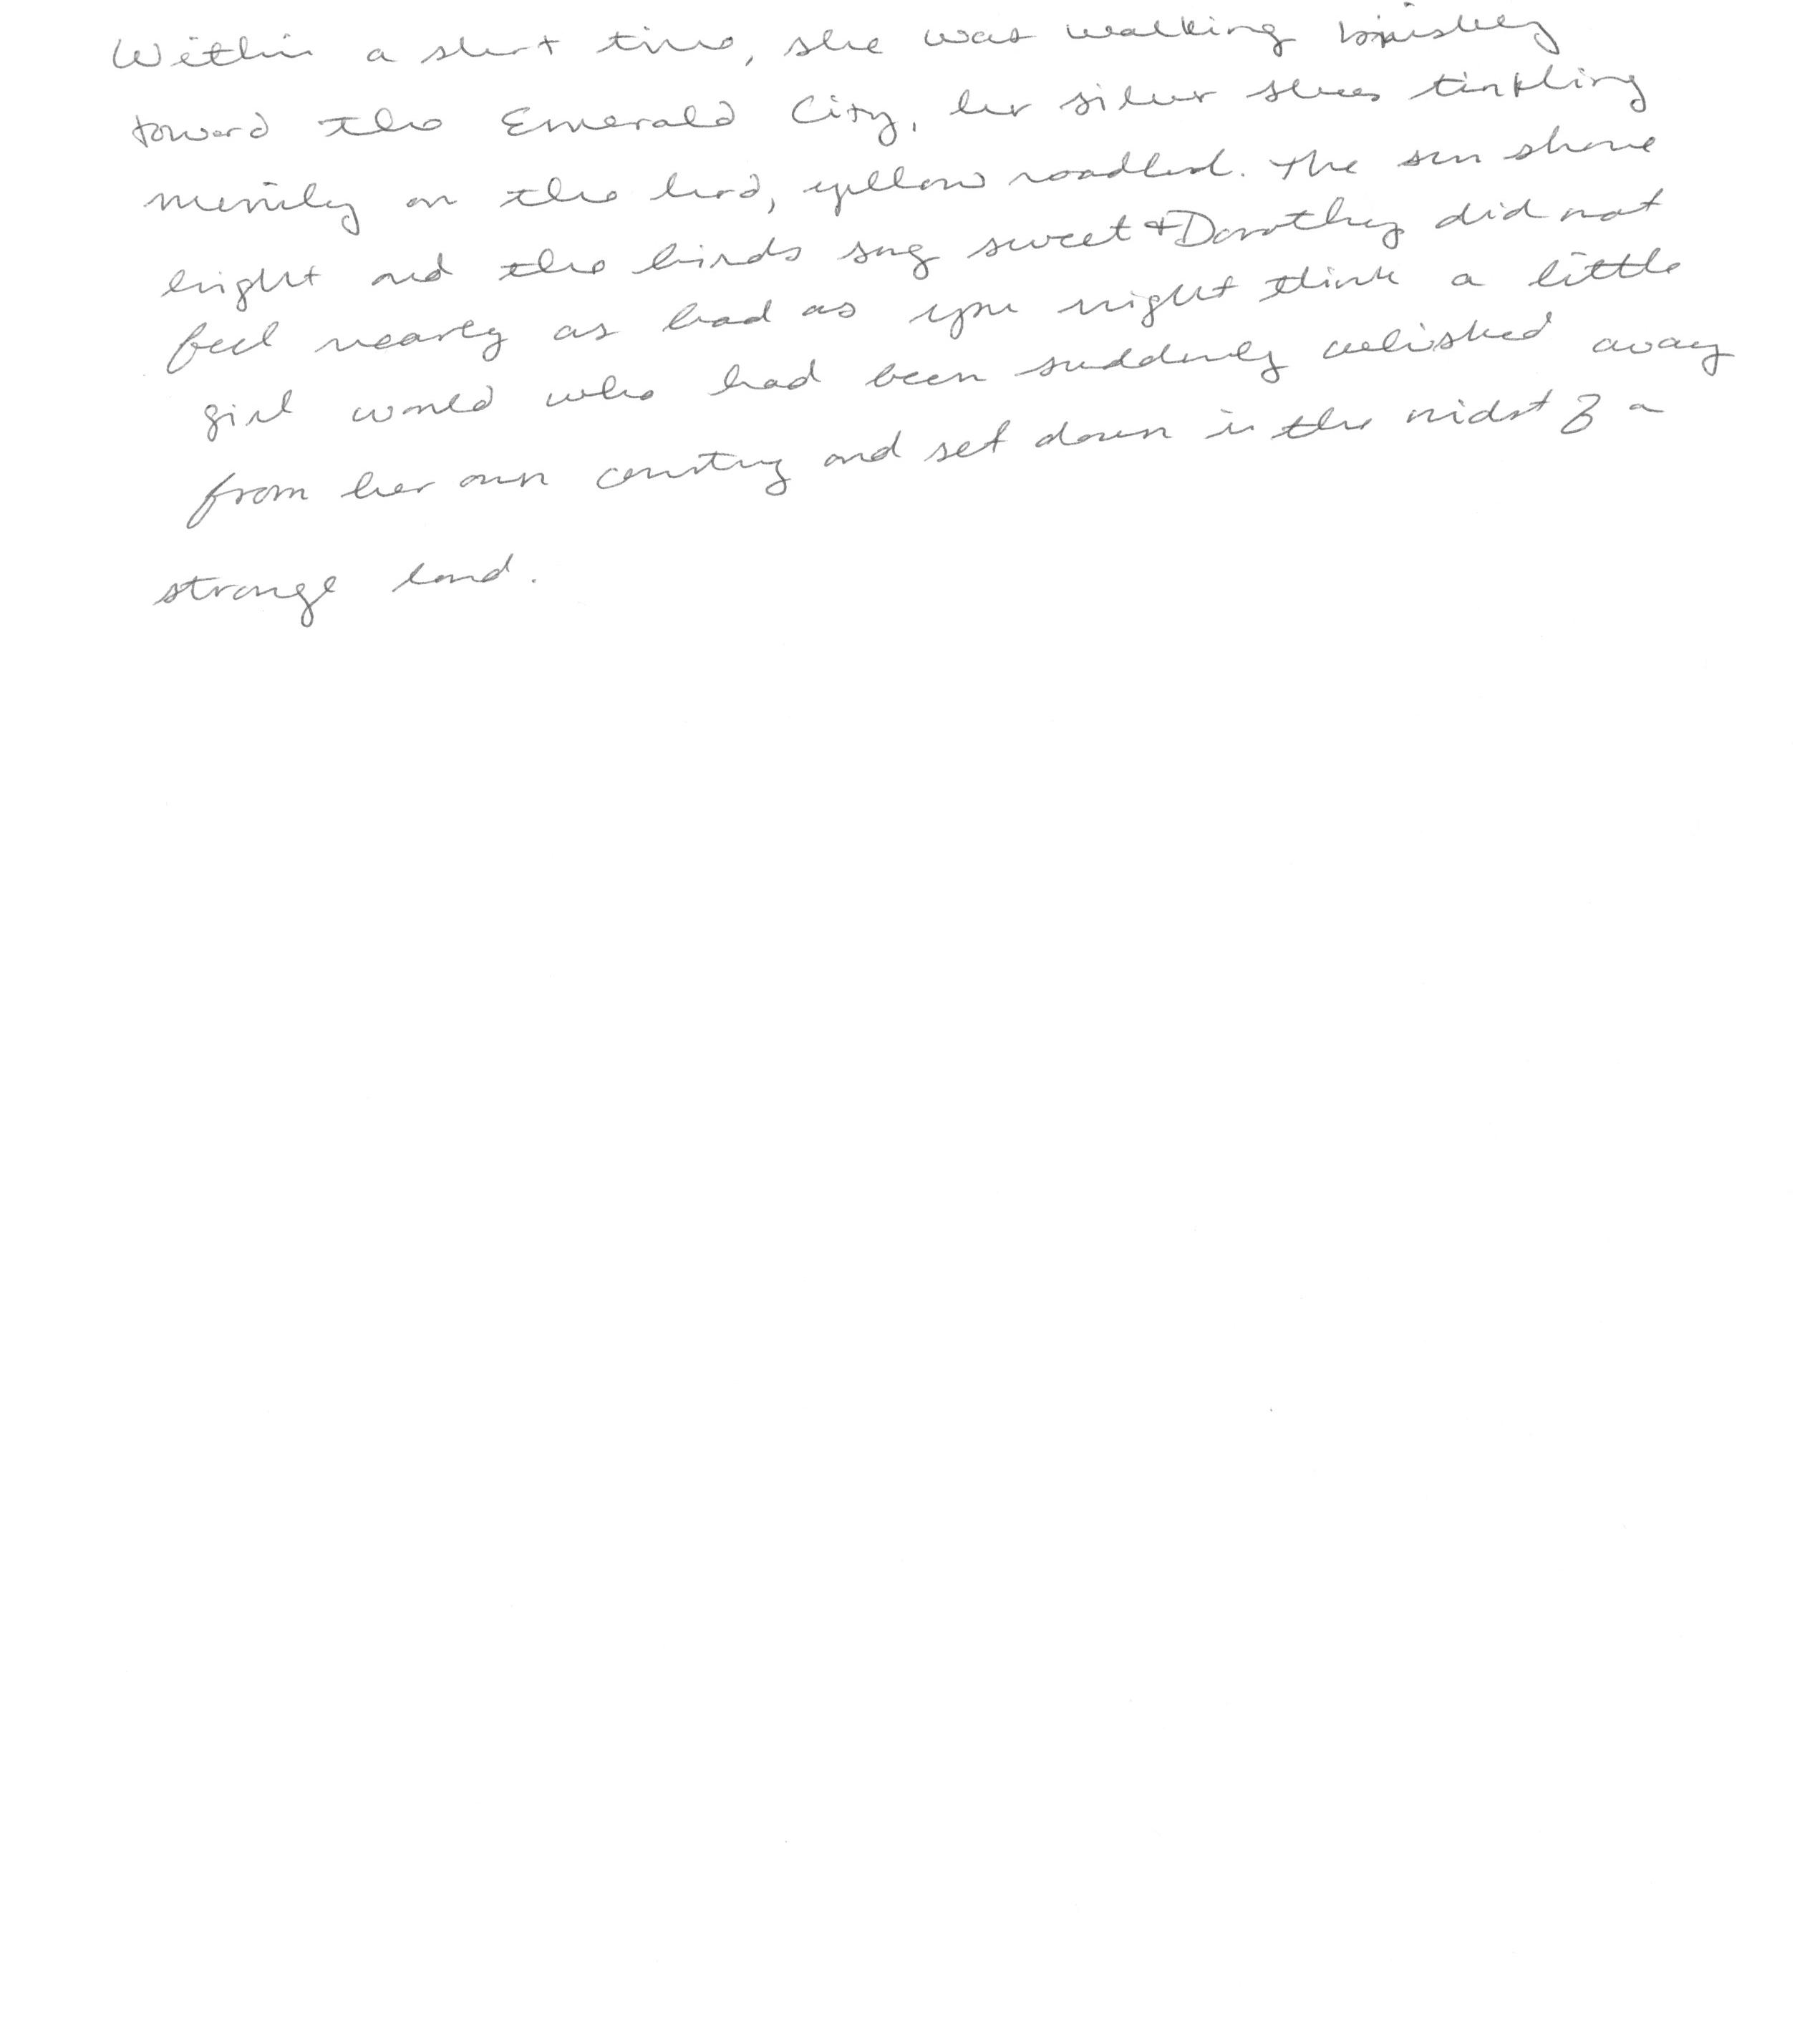 Within a short time, she was walking briskly
toward the Emerald City, her silver shoes tinkling
merrily on the hard, yellow roadbed. The sun shone
bright and the birds sang sweet & Dorothy did not
feel nearly as bad as you might think a little
girl would who had been suddenly whisked away
from her own country and set down in the midst of a
strange land.